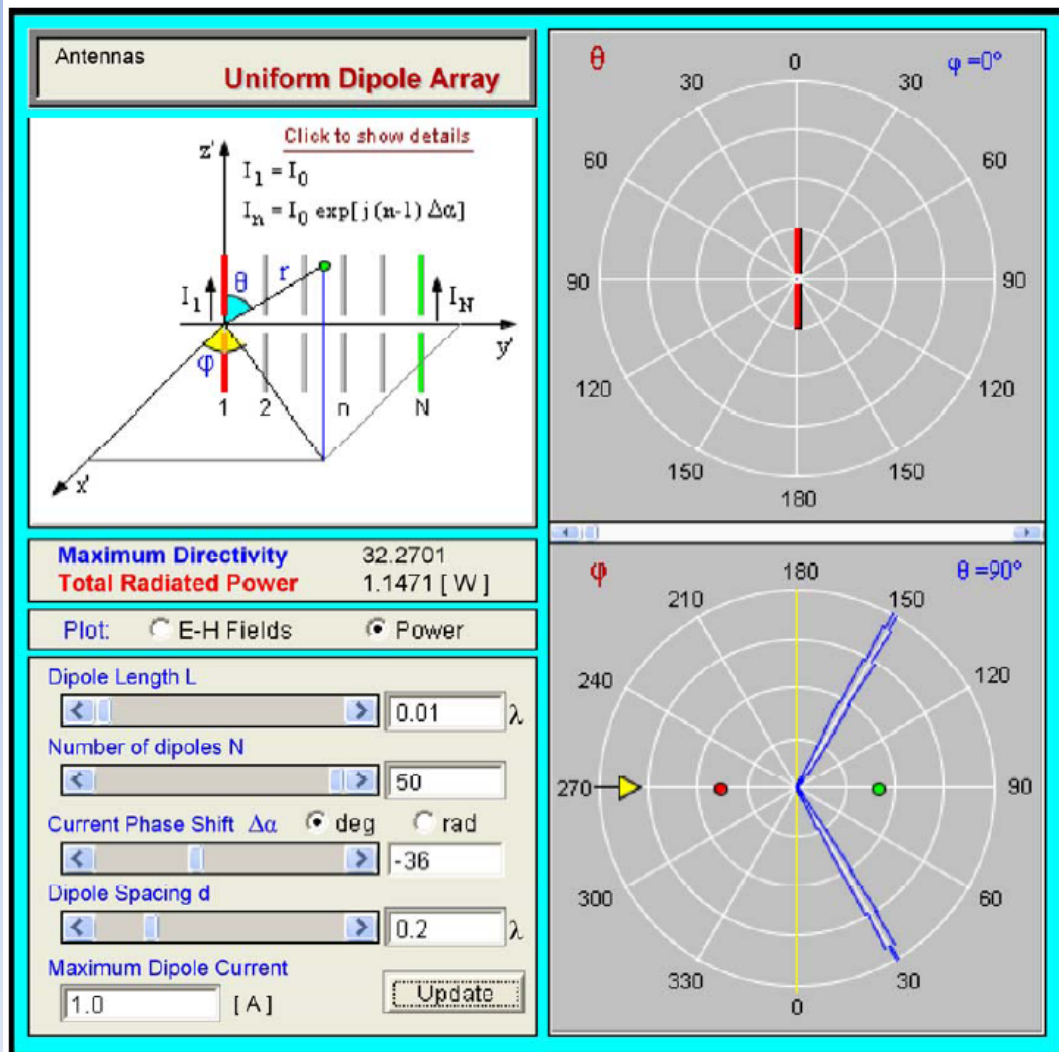 Antennas
Uniform Dipole Array
Click to show details
z'
I1 = I0
In = I0 exp[j(n-1) Δα]
I1
θ
r
IN
y'
φ
1 2 n N
x'
Maximum Directivity 32.2701
Total Radiated Power 1.1471 [ W ]
Plot: E-H Fields Power
Dipole Length L
0.01 λ
Number of dipoles N
50
Current Phase Shift Δα deg rad
-36
Dipole Spacing d
0.2 λ
Maximum Dipole Current
1.0 [ A ]
Update
θ
φ =0°
0
30 30
60 60
90 90
120 120
150 150
180
φ
θ =90°
180
210 150
240 120
270 90
300 60
330 30
0